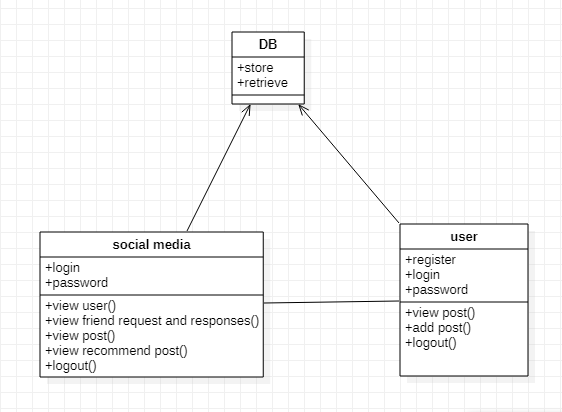 DB
+store
+retrieve
social media
+login
+password
+view user()
+view friend request and responses()
+view post()
+view recommend post()
+logout()
user
+register
+login
+password
+view post()
+add post()
+logout()